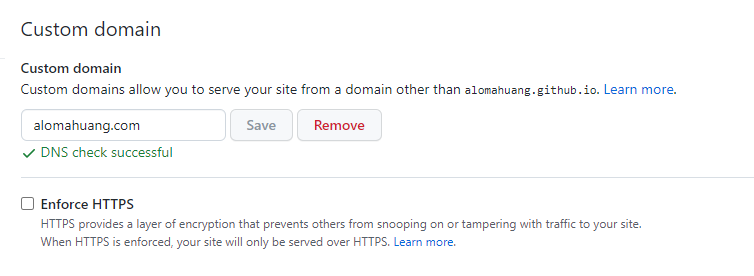 Custom domain
Custom domain
Custom domains allow you to serve your site from a domain other than alomahuang.github.io. Learn more.
alomahuang.com Save Remove
DNS check successful
Enforce HTTPS
HTTPS provides a layer of encryption that prevents others from snooping on or tampering with traffic to your site.
When HTTPS is enforced, your site will only be served over HTTPS. Learn more.